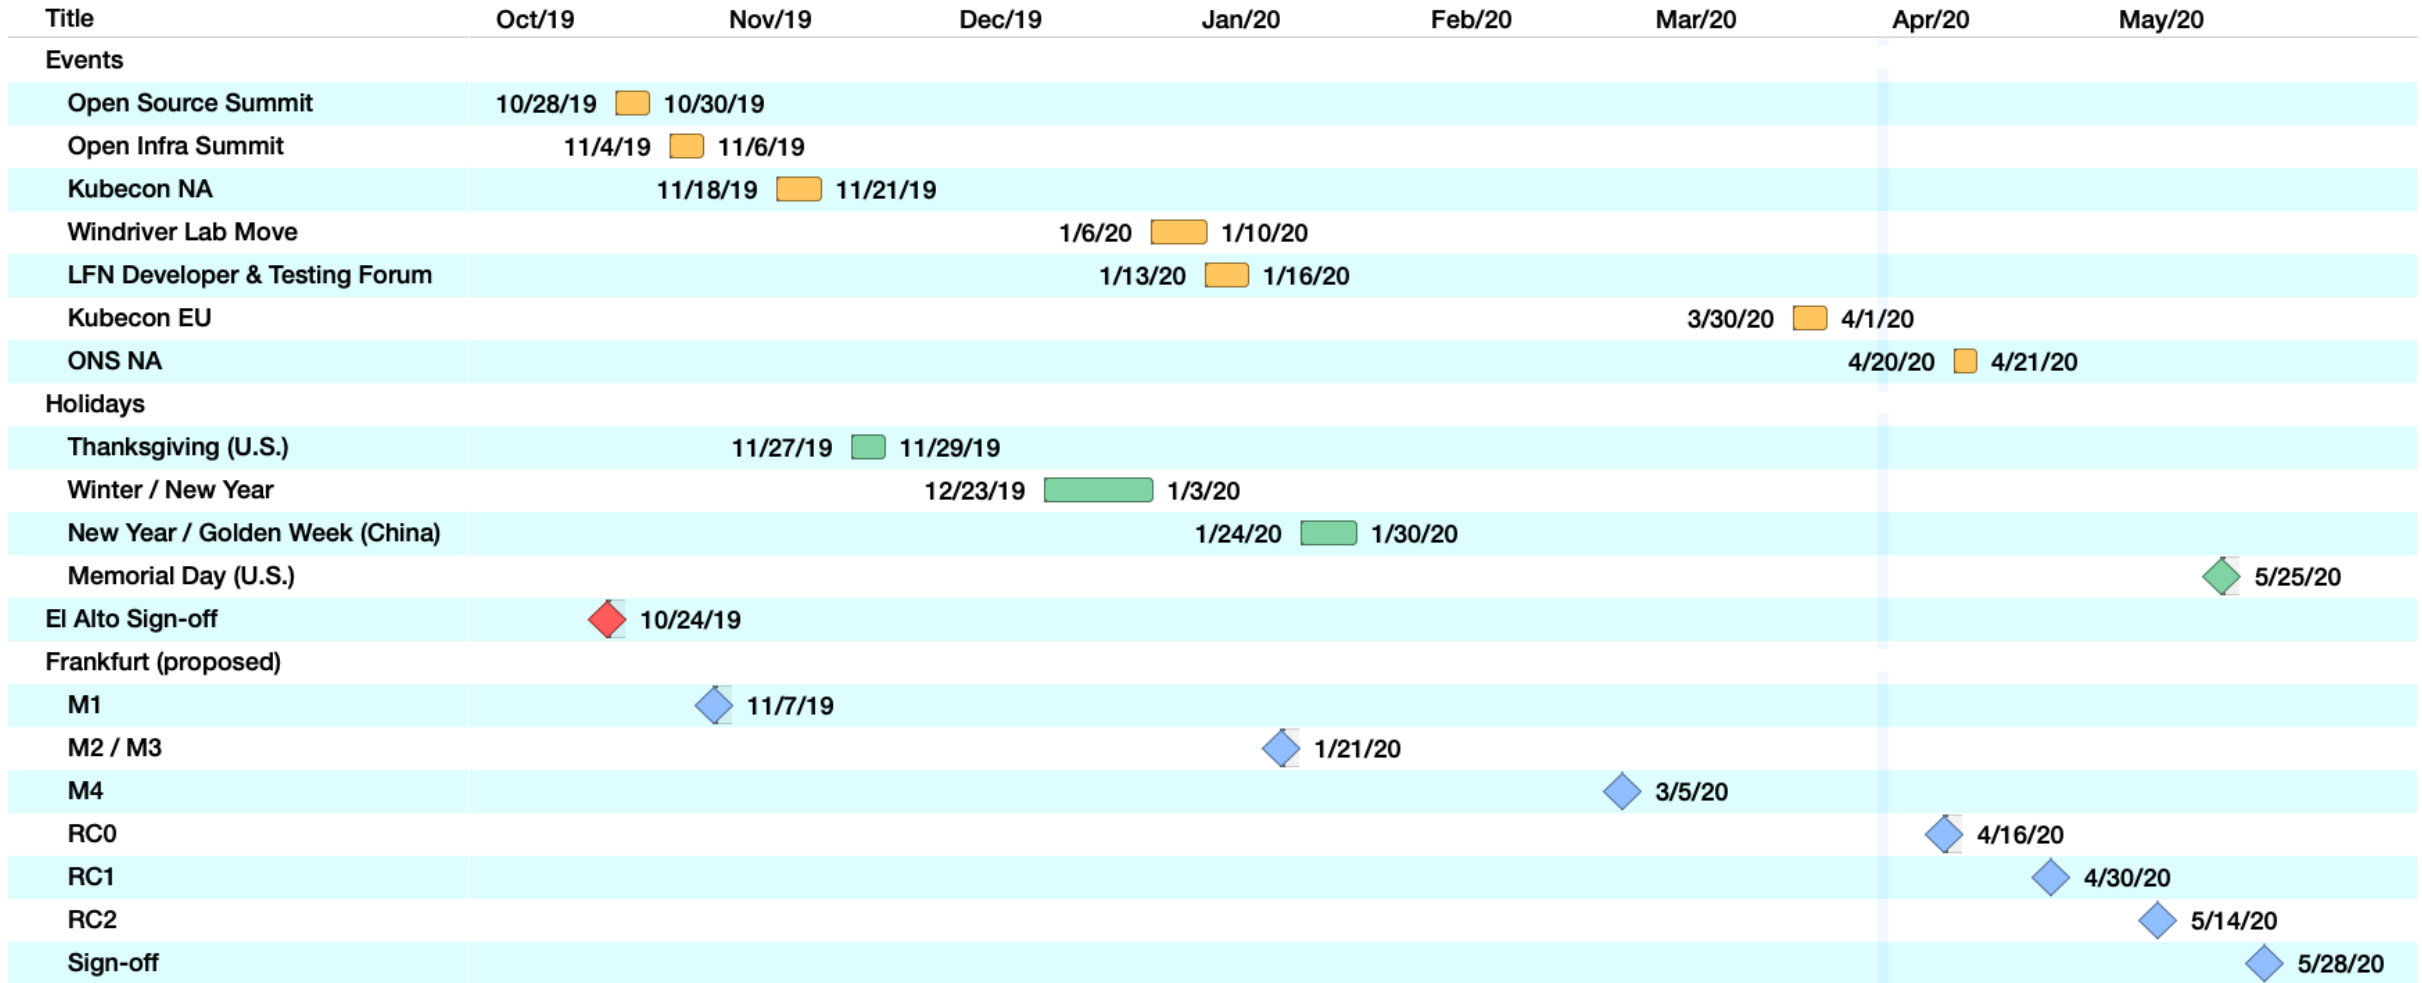 Title Oct/19 Nov/19 Dec/19 Jan/20 Feb/20 Mar/20 Apr/20 May/20
Events
Open Source Summit 10/28/19 10/30/19
Open Infra Summit 11/4/19 11/6/19
Kubecon NA 11/18/19 11/21/19
Windriver Lab Move 1/6/20 1/10/20
LFN Developer & Testing Forum 1/13/20 1/16/20
Kubecon EU 3/30/20 4/1/20
ONS NA 4/20/20 4/21/20
Holidays
Thanksgiving (U.S.) 11/27/19 11/29/19
Winter / New Year 12/23/19 1/3/20
New Year / Golden Week (China) 1/24/20 1/30/20
Memorial Day (U.S.) 5/25/20
El Alto Sign-off 10/24/19
Frankfurt (proposed)
M1 11/7/19
M2 / M3 1/21/20
M4 3/5/20
RC0 4/16/20
RC1 4/30/20
RC2 5/14/20
Sign-off 5/28/20